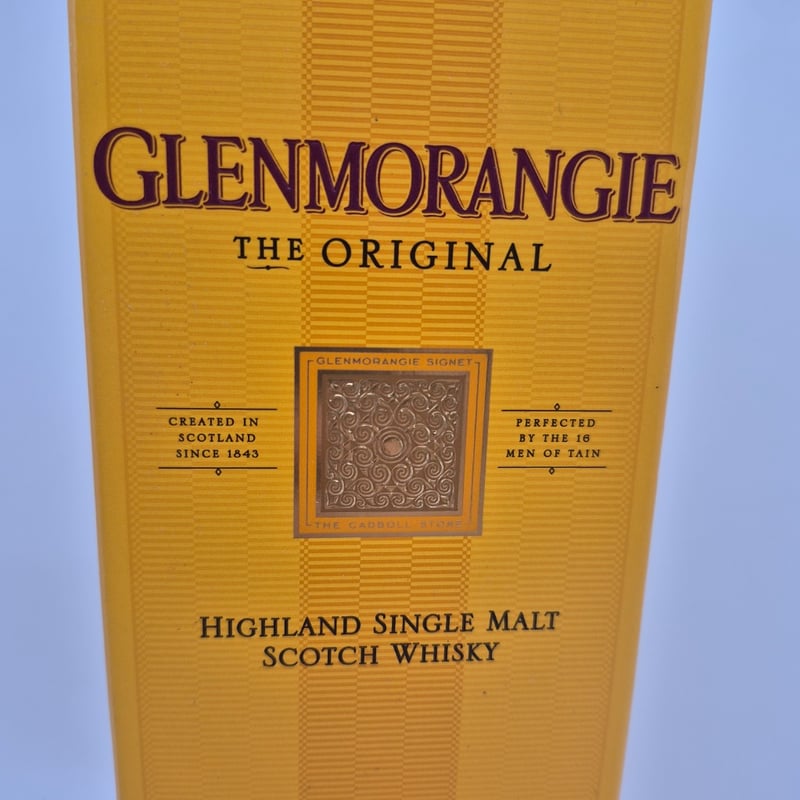 GLENMORANGIE
THE ORIGINAL
GLENMORANGIE SIGNET
CREATED IN
SCOTLAND
SINCE 1843
PERFECTED
BY THE 16
MEN OF TAIN
THE CADBOLL STONE
HIGHLAND SINGLE MALT
SCOTCH WHISKY